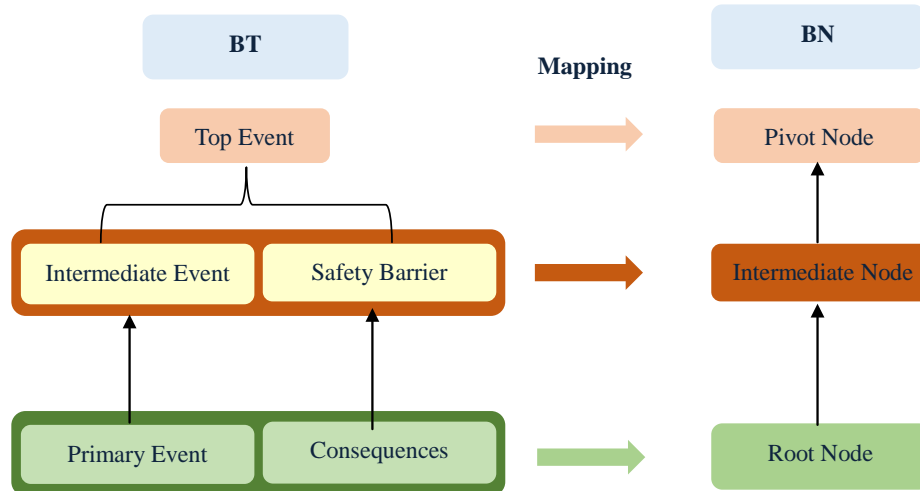 BT
BN
Mapping
Top Event
Pivot Node
Intermediate Event
Safety Barrier
Intermediate Node
Primary Event
Consequences
Root Node